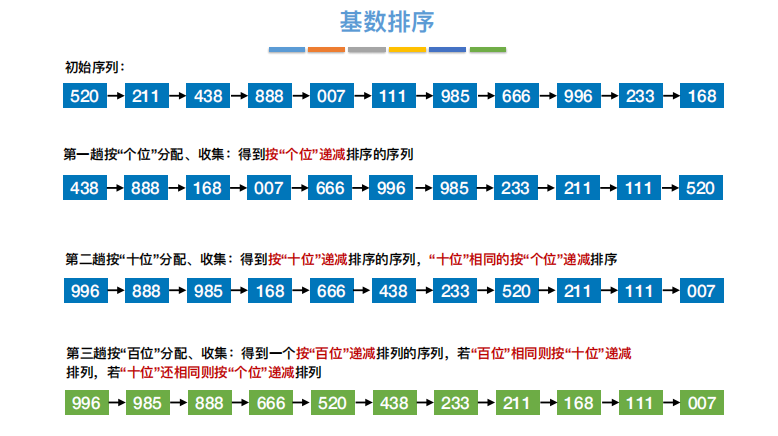 基数排序
初始序列：
520 211 438 888 007 111 985 666 996 233 168
第一趟按“个位”分配、收集：得到按“个位”递减排序的序列
438 888 168 007 666 996 985 233 211 111 520
第二趟按“十位”分配、收集：得到按“十位”递减排序的序列，“十位”相同的按“个位”递减排序
996 888 985 168 666 438 233 520 211 111 007
第三趟按“百位”分配、收集：得到一个按“百位”递减排列的序列，若“百位”相同则按“十位”递减
排列，若“十位”还相同则按“个位”递减排列
996 985 888 666 520 438 233 211 168 111 007